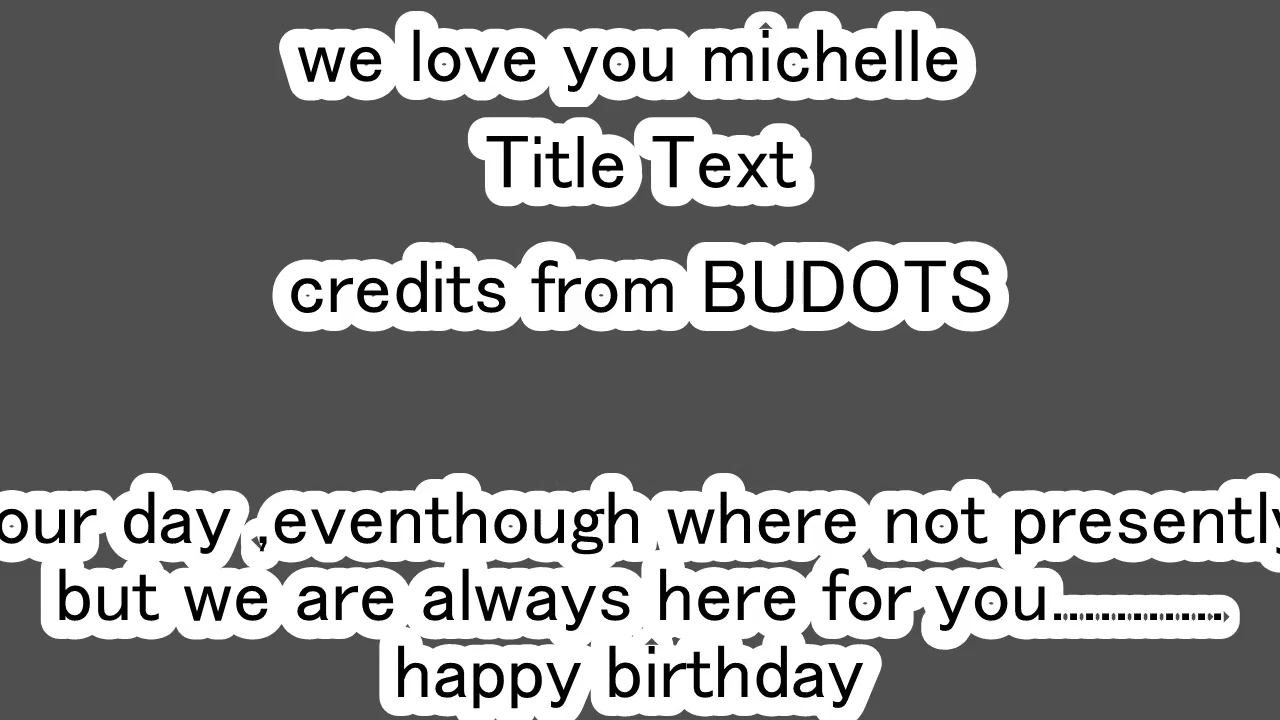 we love you michelle
Title Text
credits from BUDOTS
our day ,eventhough where not presently
but we are always here for you..................
happy birthday